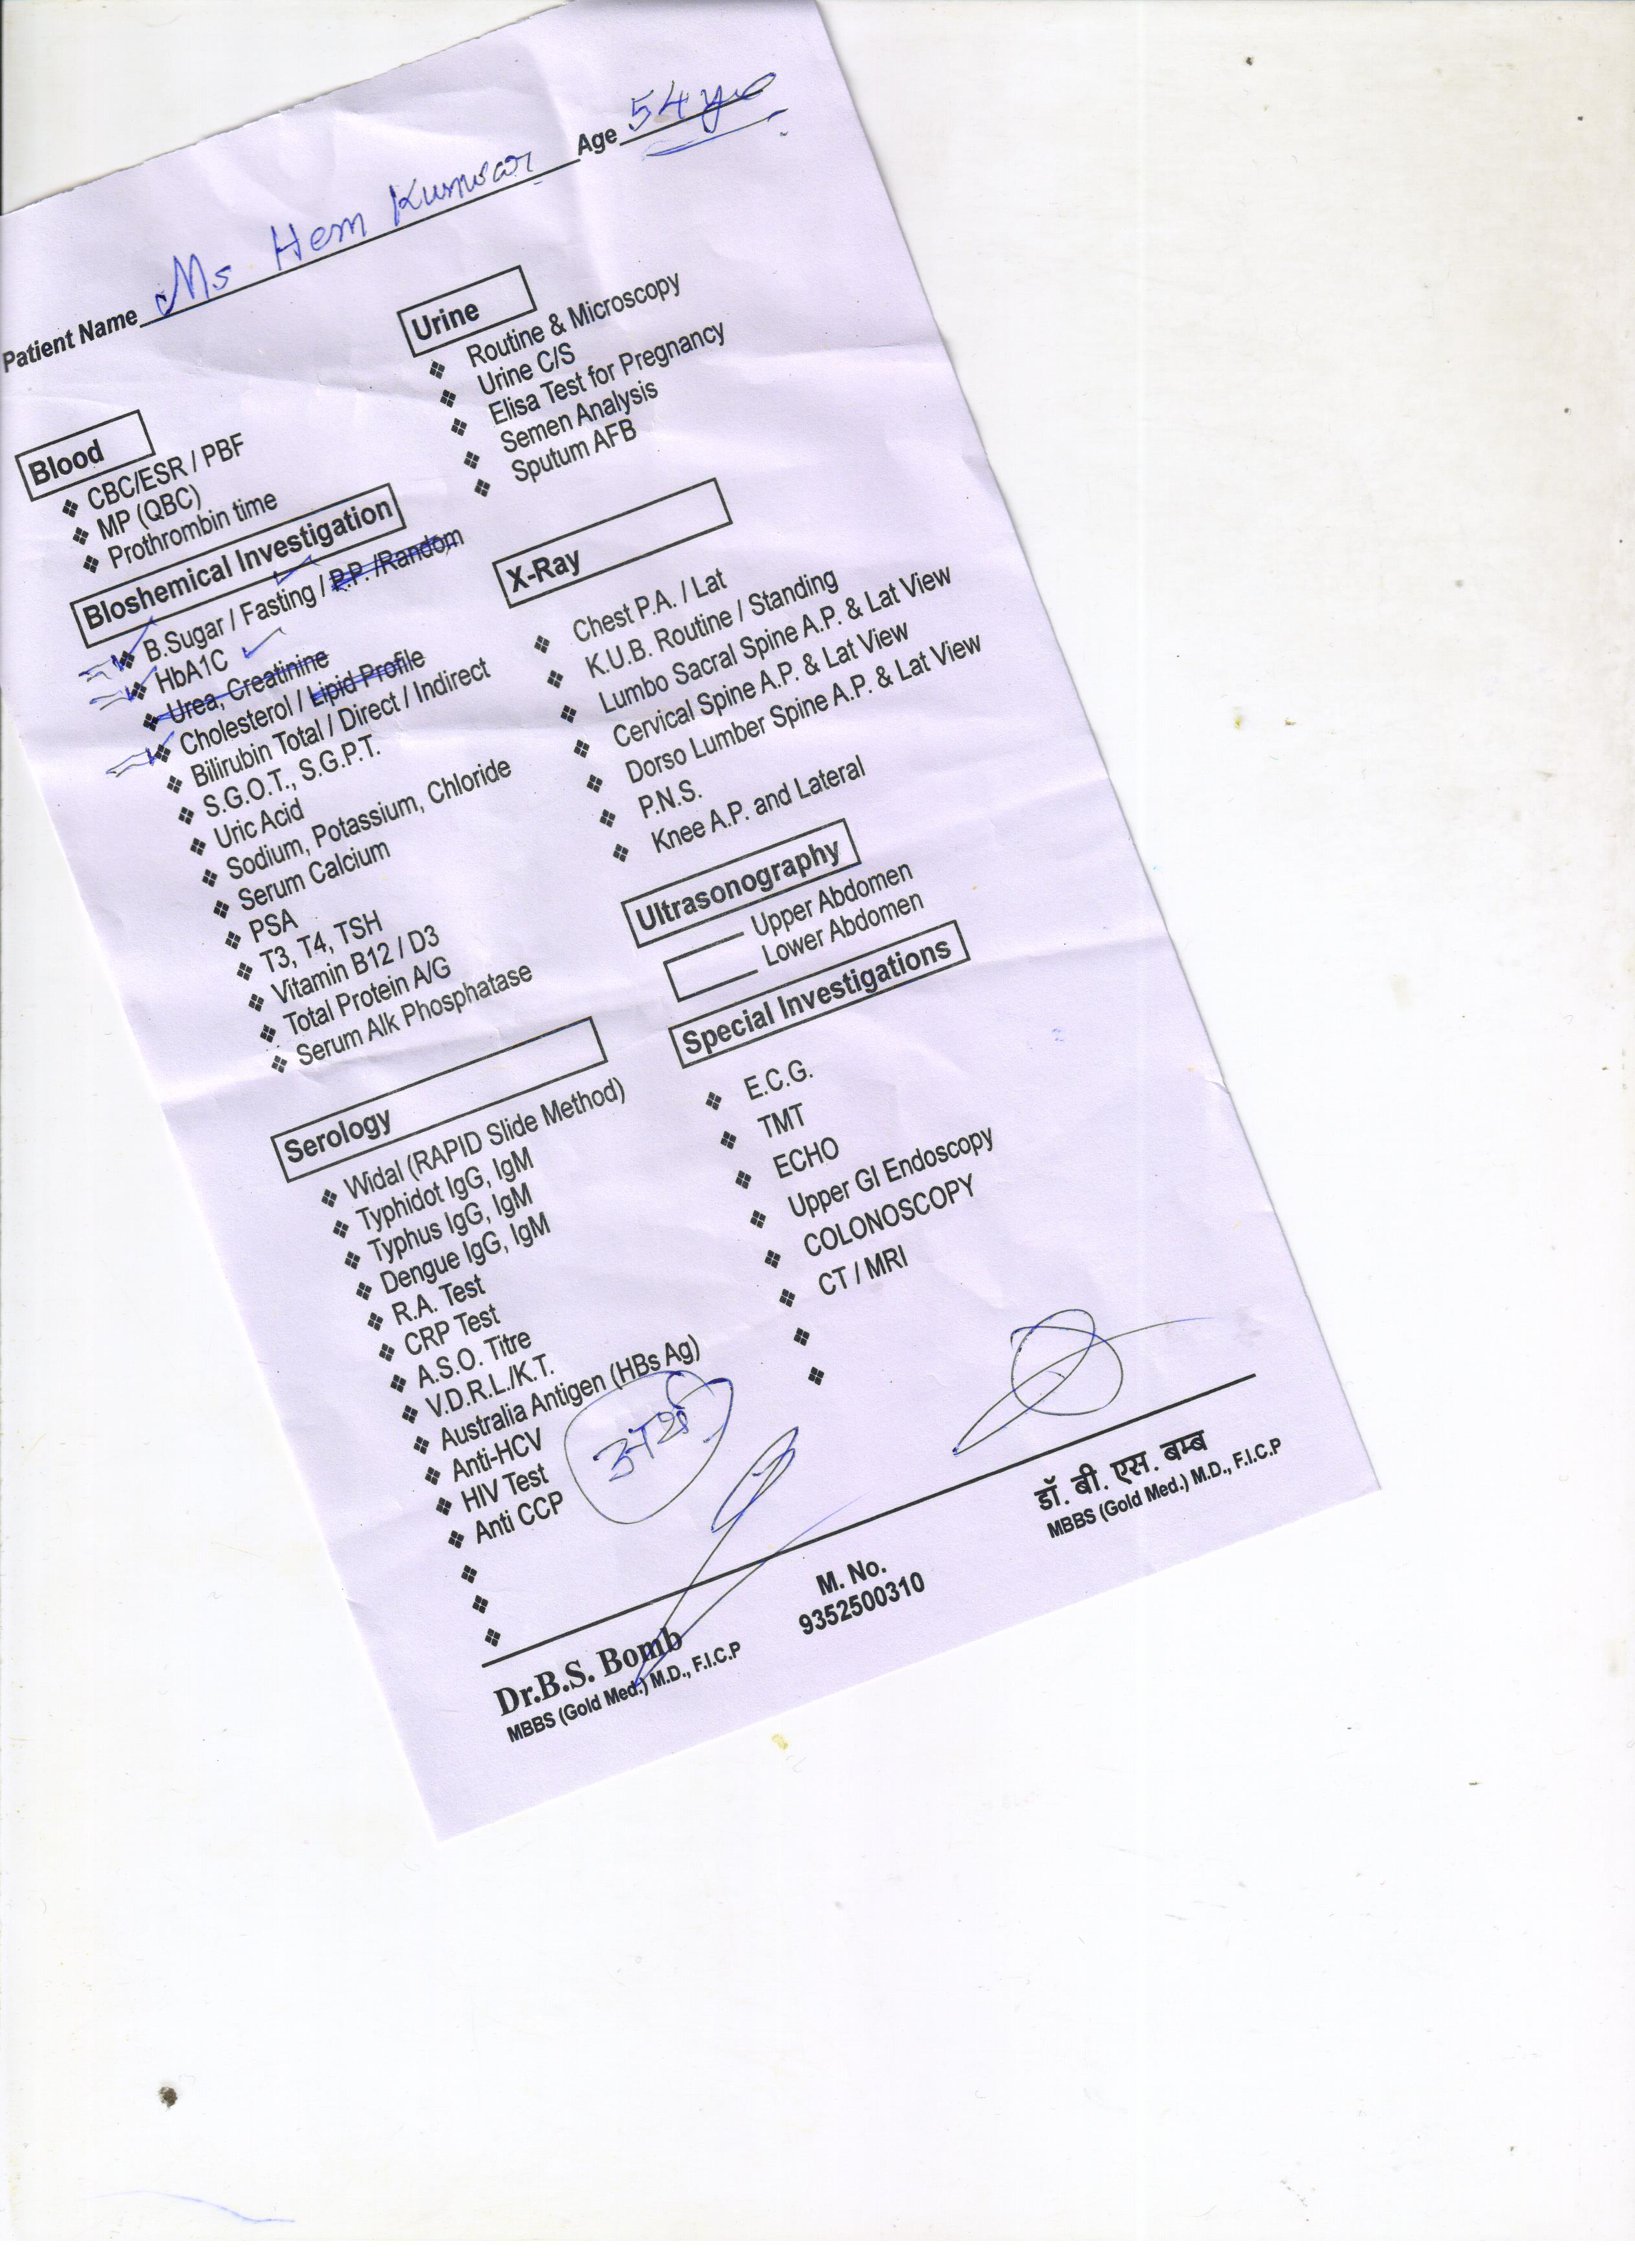 Patient Name Ms Hem Kunwar Age 54 yrs
Blood
❖ CBC/ESR / PBF
❖ MP (QBC)
❖ Prothrombin time
Bloshemical Investigation
❖ B.Sugar / Fasting / P.P. /Random
❖ HbA1C
❖ Urea, Creatinine
❖ Cholesterol / Lipid Profile
❖ Bilirubin Total / Direct / Indirect
❖ S.G.O.T., S.G.P.T.
❖ Uric Acid
❖ Sodium, Potassium, Chloride
❖ Serum Calcium
❖ PSA
❖ T3, T4, TSH
❖ Vitamin B12 / D3
❖ Total Protein A/G
❖ Serum Alk Phosphatase
Serology
❖ Widal (RAPID Slide Method)
❖ Typhidot IgG, IgM
❖ Typhus IgG, IgM
❖ Dengue IgG, IgM
❖ R.A. Test
❖ CRP Test
❖ A.S.O. Titre
❖ V.D.R.L./K.T.
❖ Australia Antigen (HBs Ag)
❖ Anti-HCV
❖ HIV Test
❖ Anti CCP
Urine
❖ Routine & Microscopy
❖ Urine C/S
❖ Elisa Test for Pregnancy
❖ Semen Analysis
❖ Sputum AFB
X-Ray
❖ Chest P.A. / Lat
❖ K.U.B. Routine / Standing
❖ Lumbo Sacral Spine A.P. & Lat View
❖ Cervical Spine A.P. & Lat View
❖ Dorso Lumber Spine A.P. & Lat View
❖ P.N.S.
❖ Knee A.P. and Lateral
Ultrasonography
Upper Abdomen
Lower Abdomen
Special Investigations
❖ E.C.G.
❖ TMT
❖ ECHO
❖ Upper GI Endoscopy
❖ COLONOSCOPY
❖ CT / MRI
Dr.B.S. Bomb
MBBS (Gold Med.) M.D., F.I.C.P
M. No.
9352500310
डॉ. बी. एस. बम्ब
MBBS (Gold Med.) M.D., F.I.C.P